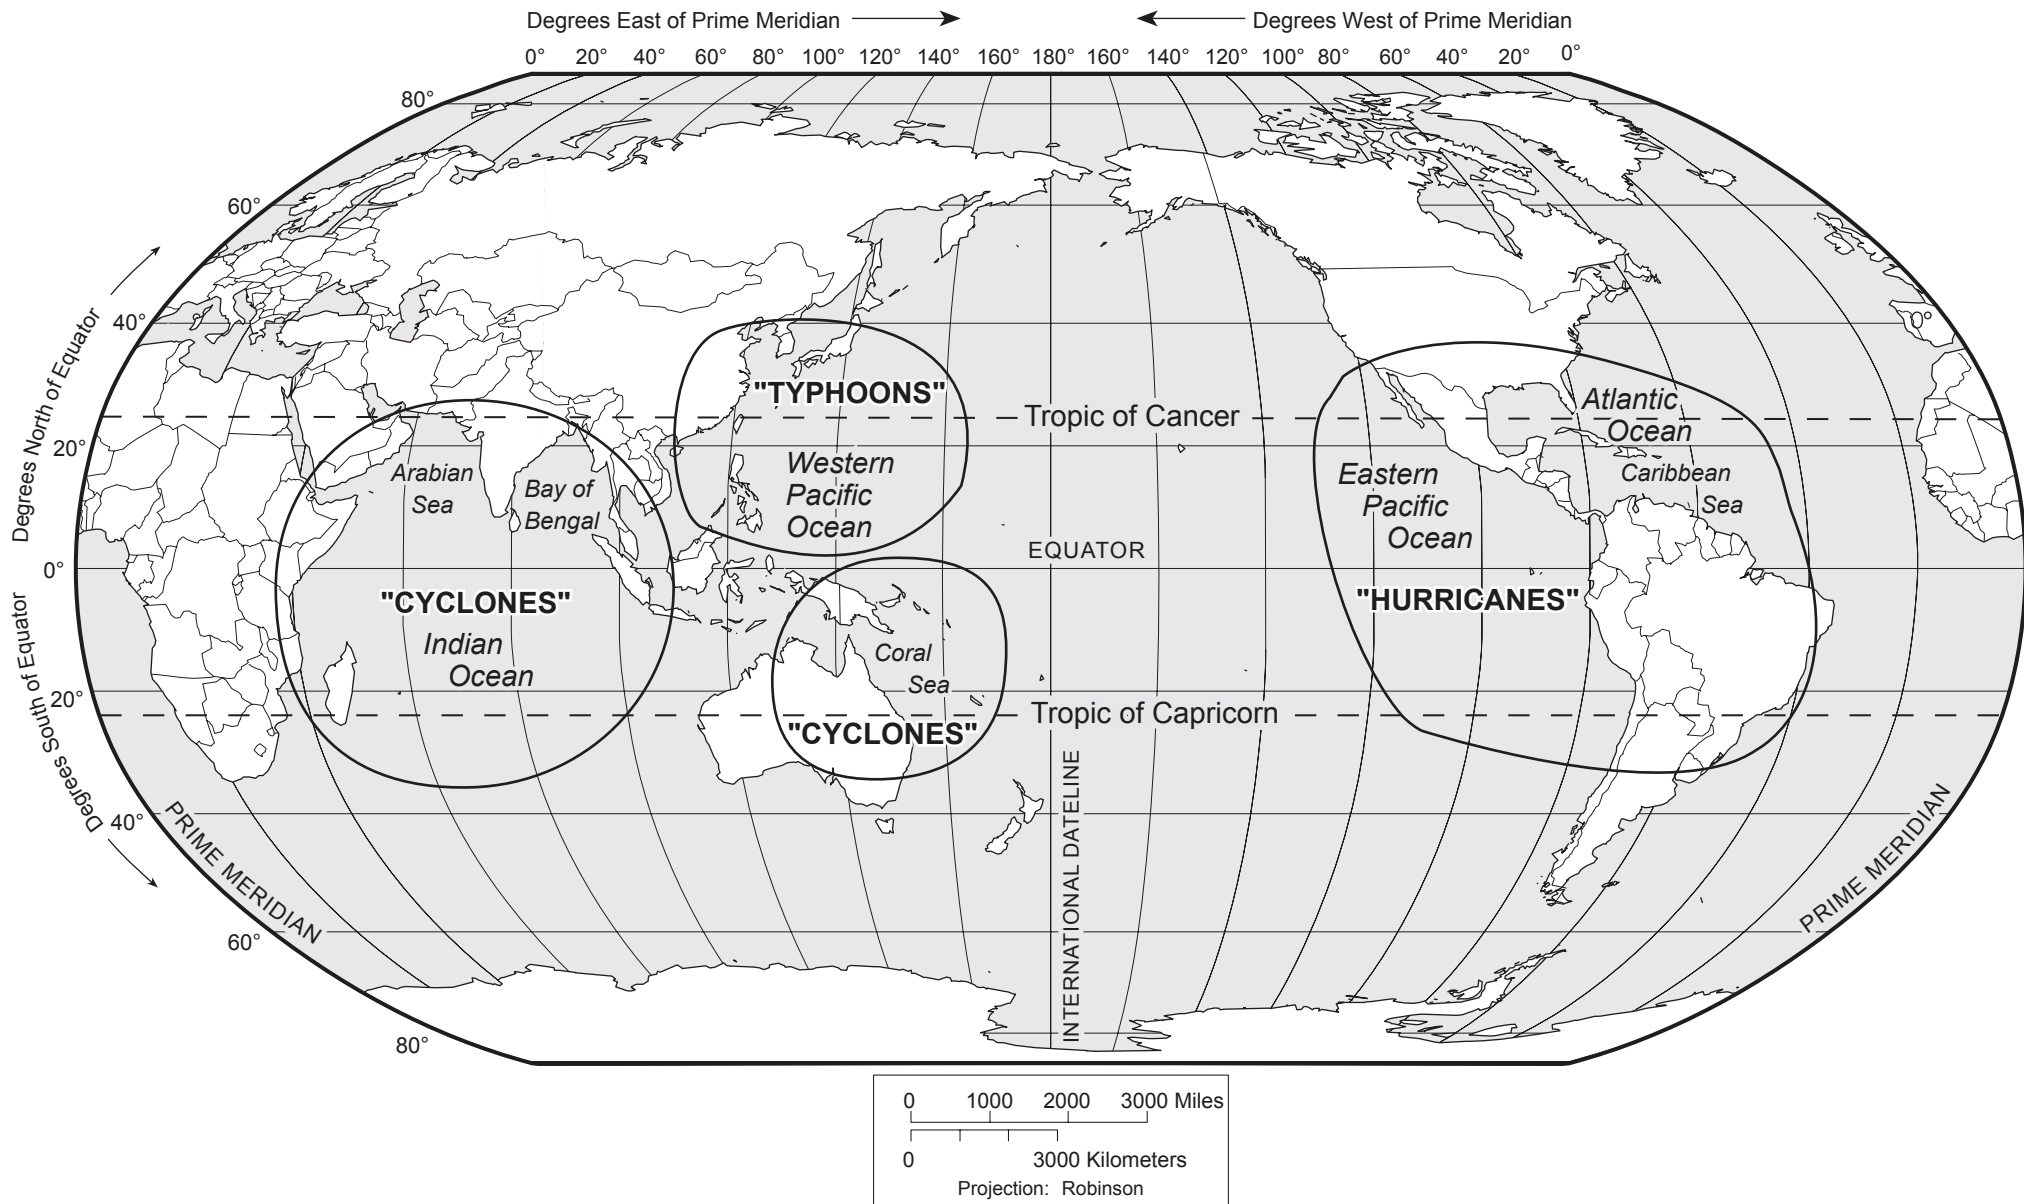 Degrees East of Prime Meridian
Degrees West of Prime Meridian
0° 20° 40° 60° 80° 100° 120° 140° 160° 180° 160° 140° 120° 100° 80° 60° 40° 20° 0°
80°
60°
40°
20°
0°
20°
40°
60°
80°
Degrees North of Equator
Degrees South of Equator
0°
"TYPHOONS"
Western
Pacific
Ocean
Tropic of Cancer
Atlantic
Ocean
Arabian
Sea
Bay of
Bengal
Eastern
Pacific
Ocean
Caribbean
Sea
EQUATOR
"CYCLONES"
Indian
Ocean
"HURRICANES"
Coral
Sea
"CYCLONES"
Tropic of Capricorn
PRIME MERIDIAN
INTERNATIONAL DATELINE
PRIME MERIDIAN
0 1000 2000 3000 Miles
0 3000 Kilometers
Projection: Robinson